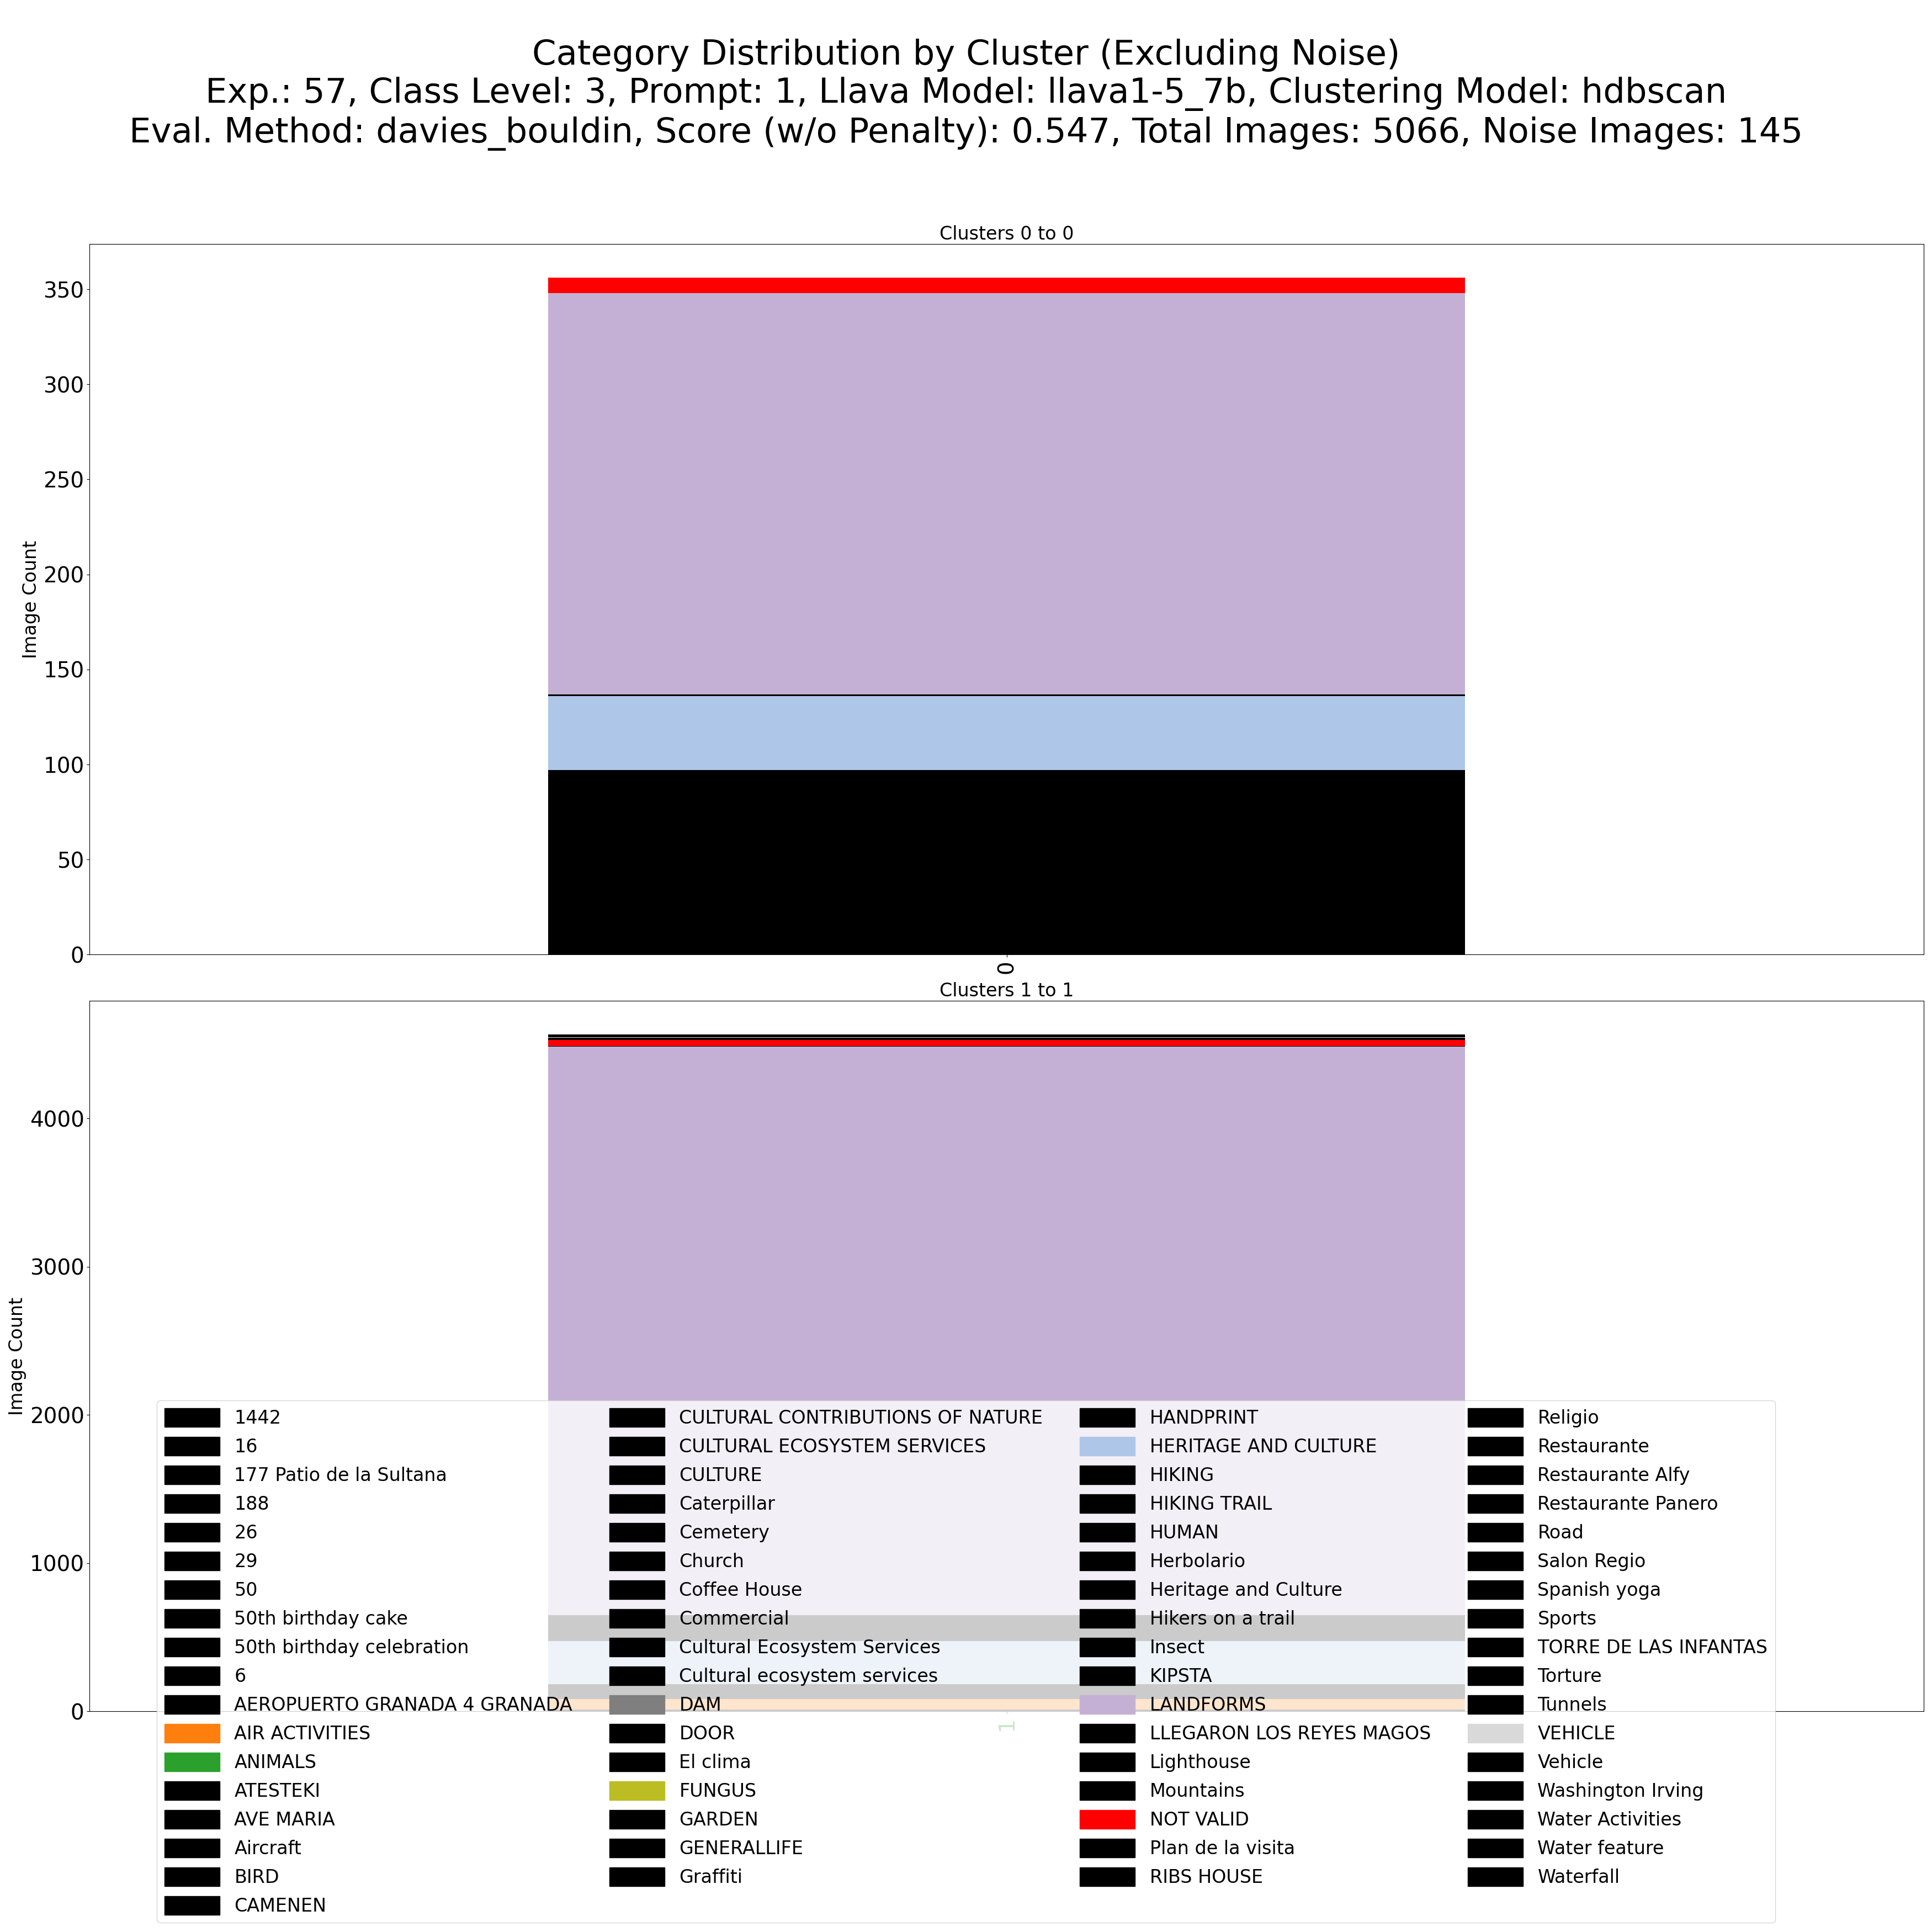 Category Distribution by Cluster (Excluding Noise)
Exp.: 57, Class Level: 3, Prompt: 1, Llava Model: llava1-5_7b, Clustering Model: hdbscan
Eval. Method: davies_bouldin, Score (w/o Penalty): 0.547, Total Images: 5066, Noise Images: 145
Clusters 0 to 0
Image Count
350
300
250
200
150
100
50
0
0
Clusters 1 to 1
Image Count
4000
3000
2000
1000
0
1
1442
16
177 Patio de la Sultana
188
26
29
50
50th birthday cake
50th birthday celebration
6
AEROPUERTO GRANADA 4 GRANADA
AIR ACTIVITIES
ANIMALS
ATESTEKI
AVE MARIA
Aircraft
BIRD
CAMENEN
CULTURAL CONTRIBUTIONS OF NATURE
CULTURAL ECOSYSTEM SERVICES
CULTURE
Caterpillar
Cemetery
Church
Coffee House
Commercial
Cultural Ecosystem Services
Cultural ecosystem services
DAM
DOOR
El clima
FUNGUS
GARDEN
GENERALLIFE
Graffiti
HANDPRINT
HERITAGE AND CULTURE
HIKING
HIKING TRAIL
HUMAN
Herbolario
Heritage and Culture
Hikers on a trail
Insect
KIPSTA
LANDFORMS
LLEGARON LOS REYES MAGOS
Lighthouse
Mountains
NOT VALID
Plan de la visita
RIBS HOUSE
Religio
Restaurante
Restaurante Alfy
Restaurante Panero
Road
Salon Regio
Spanish yoga
Sports
TORRE DE LAS INFANTAS
Torture
Tunnels
VEHICLE
Vehicle
Washington Irving
Water Activities
Water feature
Waterfall